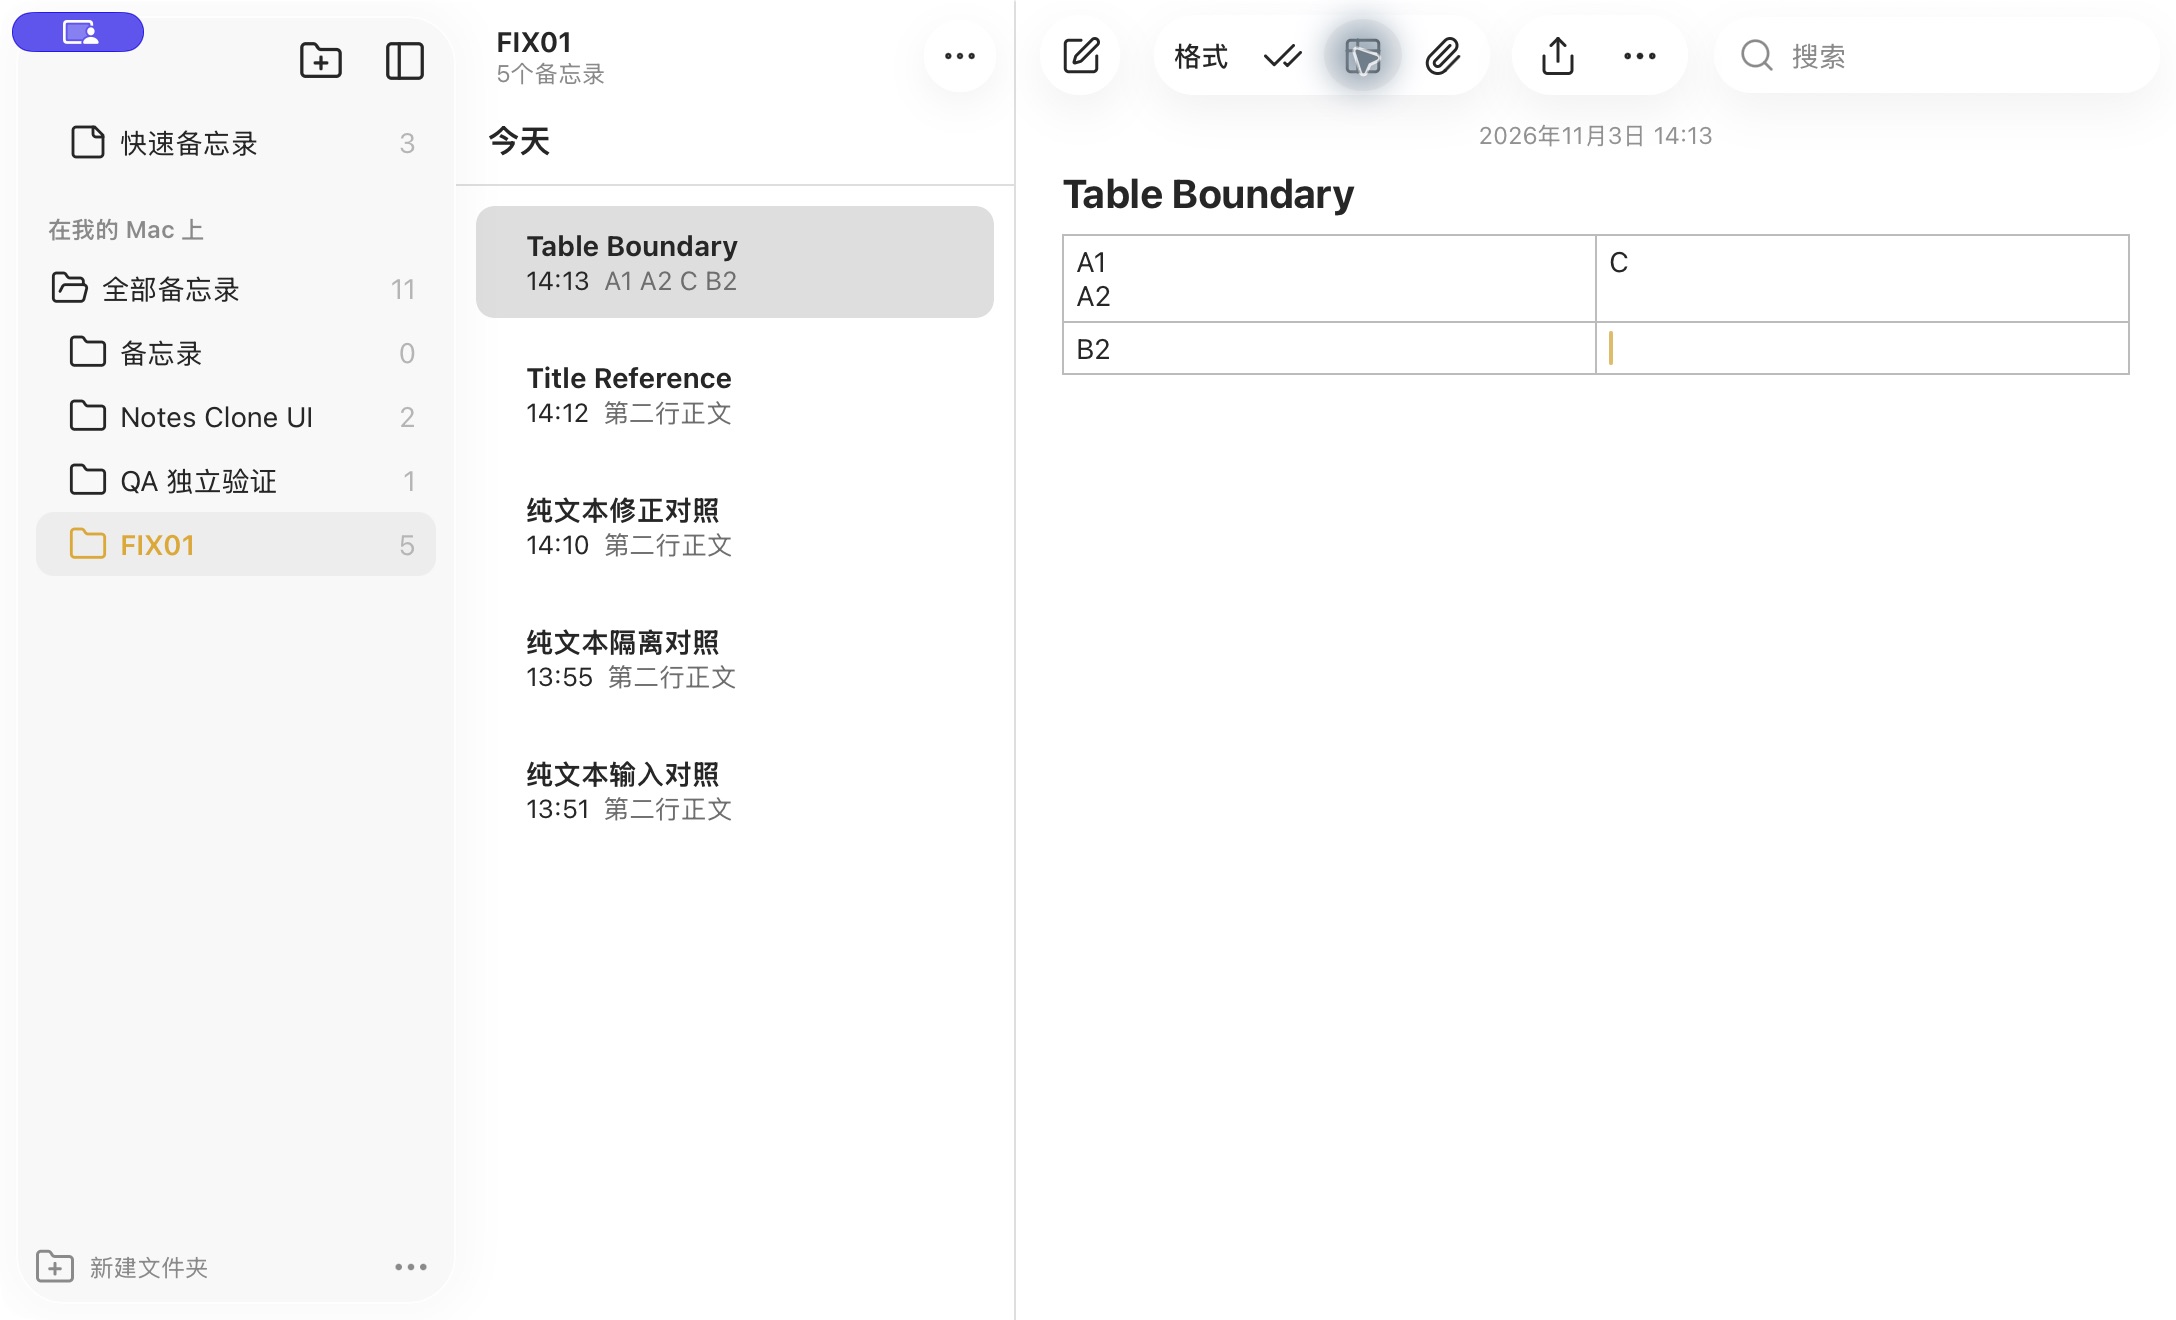 快速备忘录 3
在我的 Mac 上
全部备忘录 11
备忘录 0
Notes Clone UI 2
QA 独立验证 1
FIX01 5
新建文件夹
FIX01
5个备忘录
今天
Table Boundary
14:13 A1 A2 C B2
Title Reference
14:12 第二行正文
纯文本修正对照
14:10 第二行正文
纯文本隔离对照
13:55 第二行正文
纯文本输入对照
13:51 第二行正文
格式
搜索
2026年11月3日 14:13
Table Boundary
A1
A2
C
B2